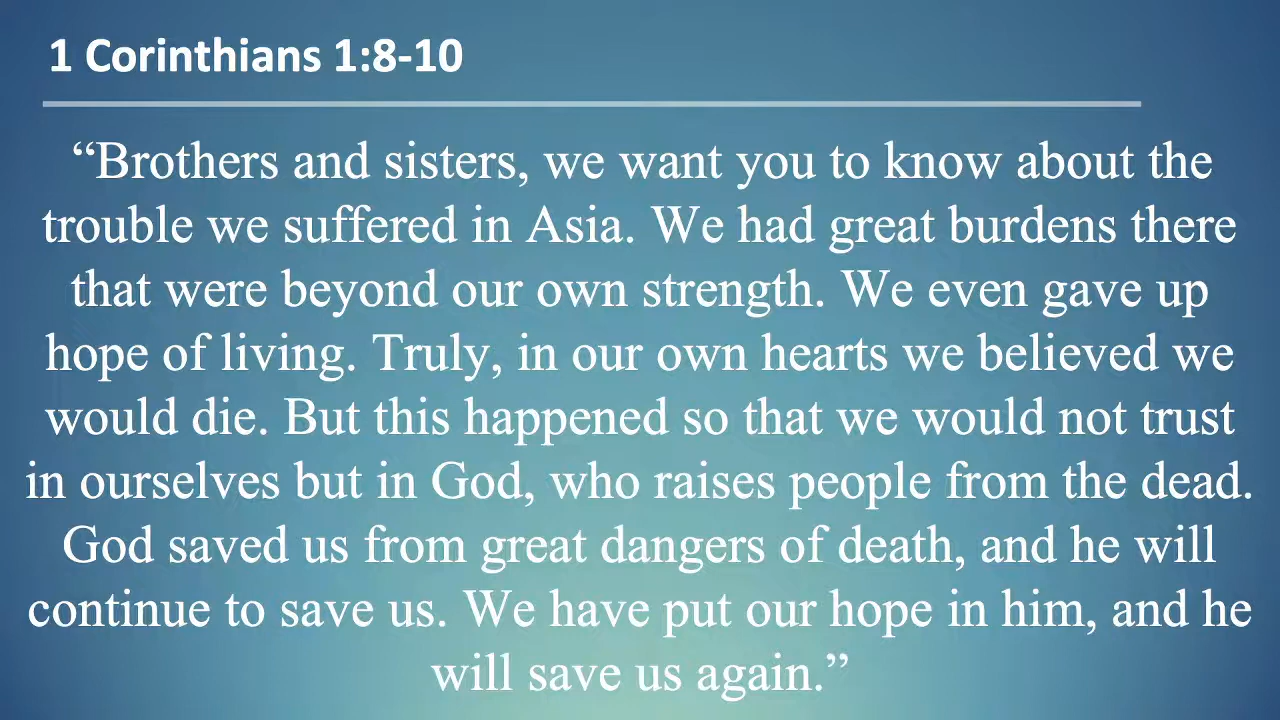 1 Corinthians 1:8-10
“Brothers and sisters, we want you to know about the
trouble we suffered in Asia. We had great burdens there
that were beyond our own strength. We even gave up
hope of living. Truly, in our own hearts we believed we
would die. But this happened so that we would not trust
in ourselves but in God, who raises people from the dead.
God saved us from great dangers of death, and he will
continue to save us. We have put our hope in him, and he
will save us again.”